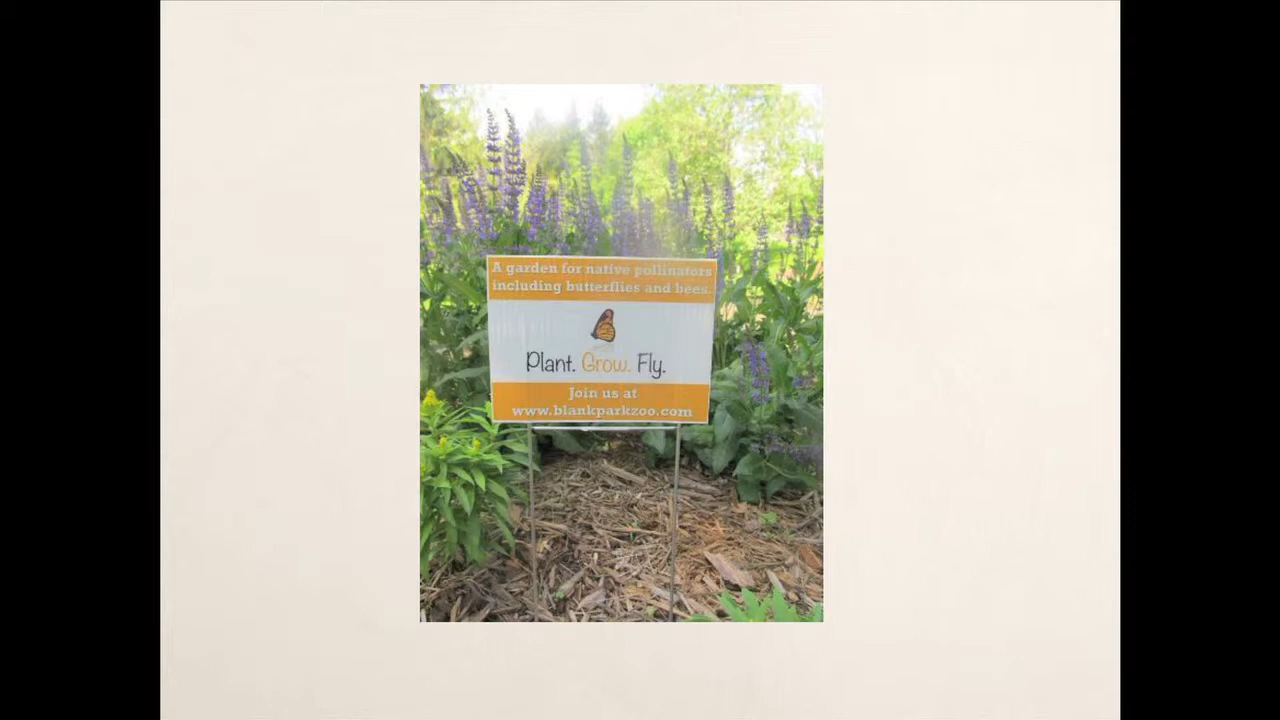 A garden for native pollinators
including butterflies and bees.
Plant. Grow. Fly.
Join us at
www.blankparkzoo.com